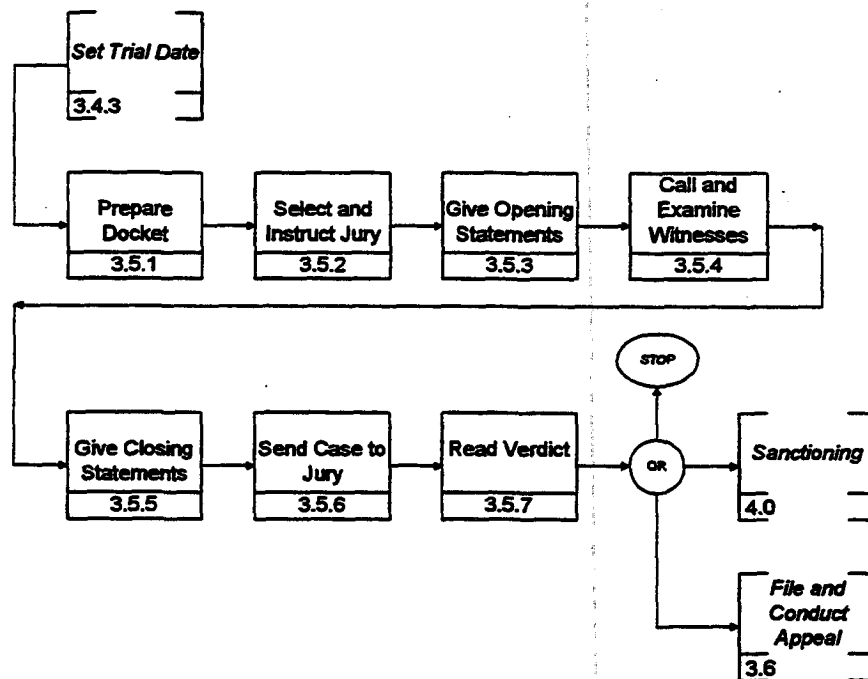 Set Trial Date
3.4.3
Prepare
Docket
3.5.1
Select and
Instruct Jury
3.5.2
Give Opening
Statements
3.5.3
Call and
Examine
Witnesses
3.5.4
Give Closing
Statements
3.5.5
Send Case to
Jury
3.5.6
Read Verdict
3.5.7
STOP
OR
Sanctioning
4.0
File and
Conduct
Appeal
3.6